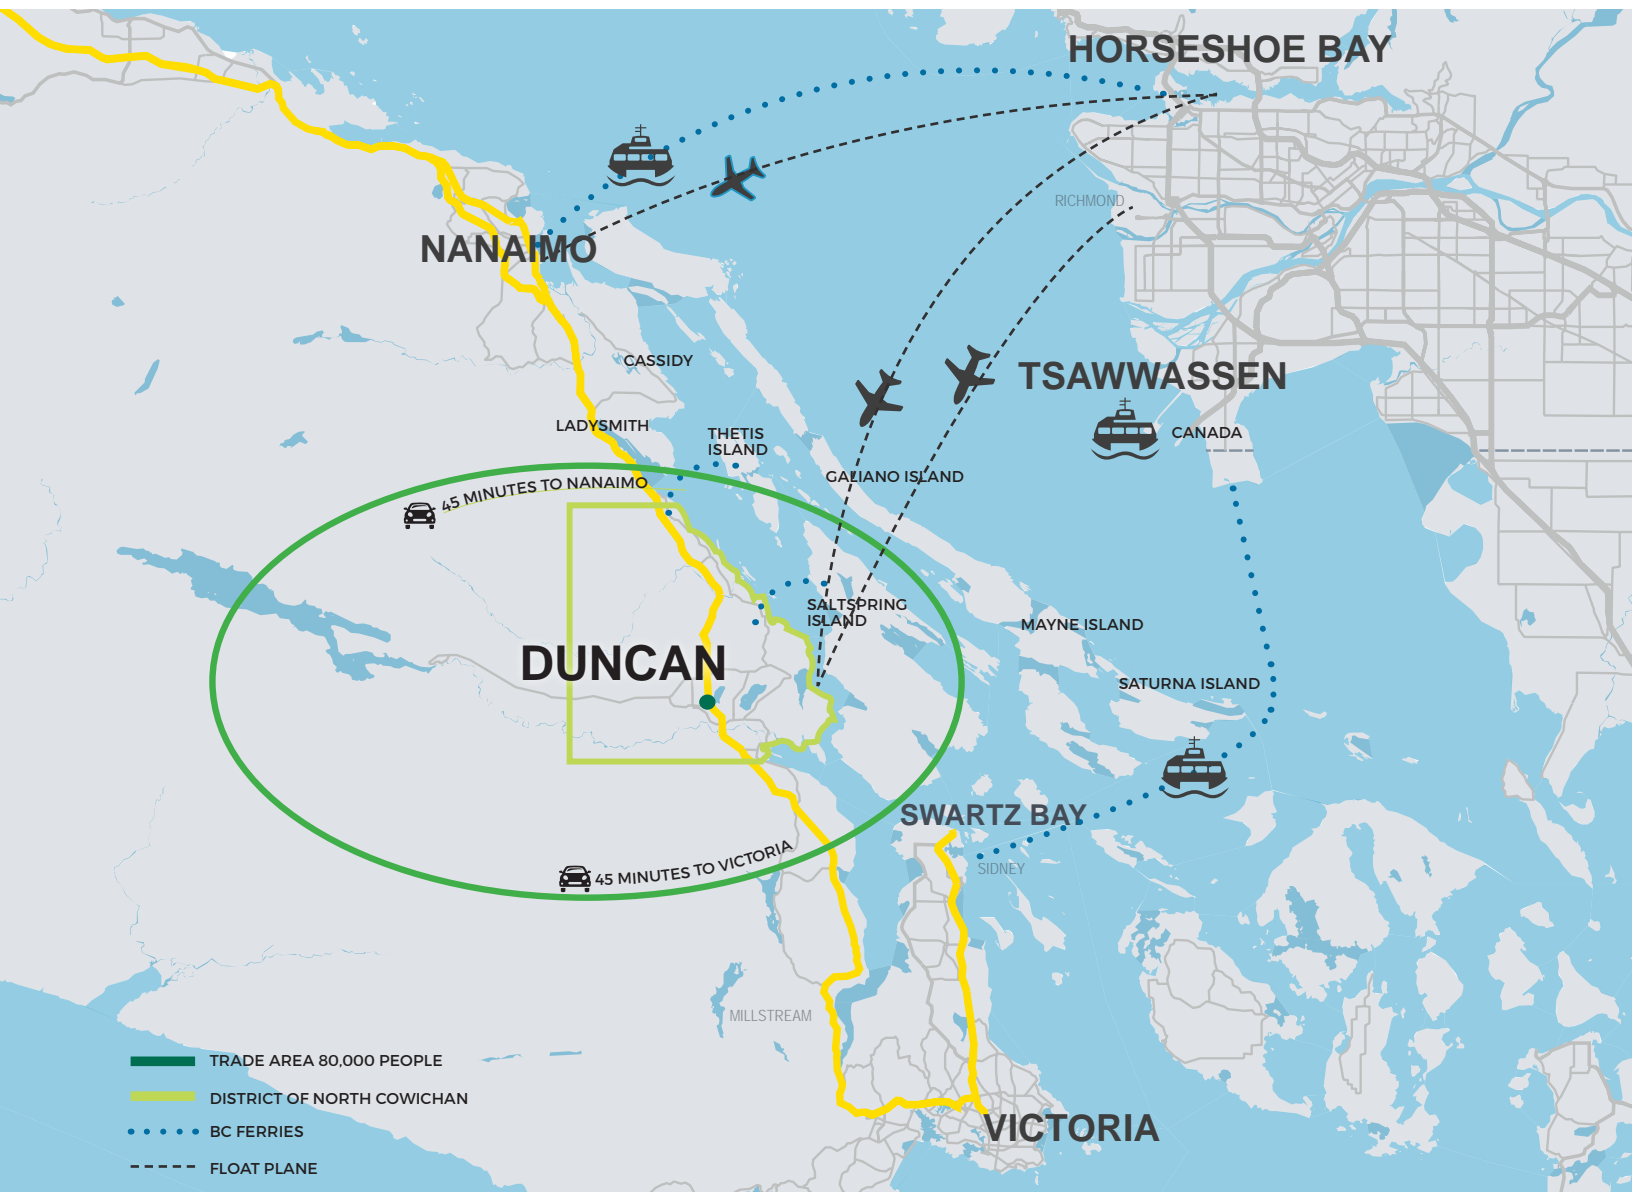 HORSESHOE BAY
RICHMOND
NANAIMO
CASSIDY
TSAWWASSEN
LADYSMITH
THETIS
ISLAND
CANADA
GALIANO ISLAND
45 MINUTES TO NANAIMO
SALTSPRING
ISLAND
MAYNE ISLAND
DUNCAN
SATURNA ISLAND
SWARTZ BAY
45 MINUTES TO VICTORIA
SIDNEY
MILLSTREAM
TRADE AREA 80,000 PEOPLE
DISTRICT OF NORTH COWICHAN
BC FERRIES
VICTORIA
FLOAT PLANE